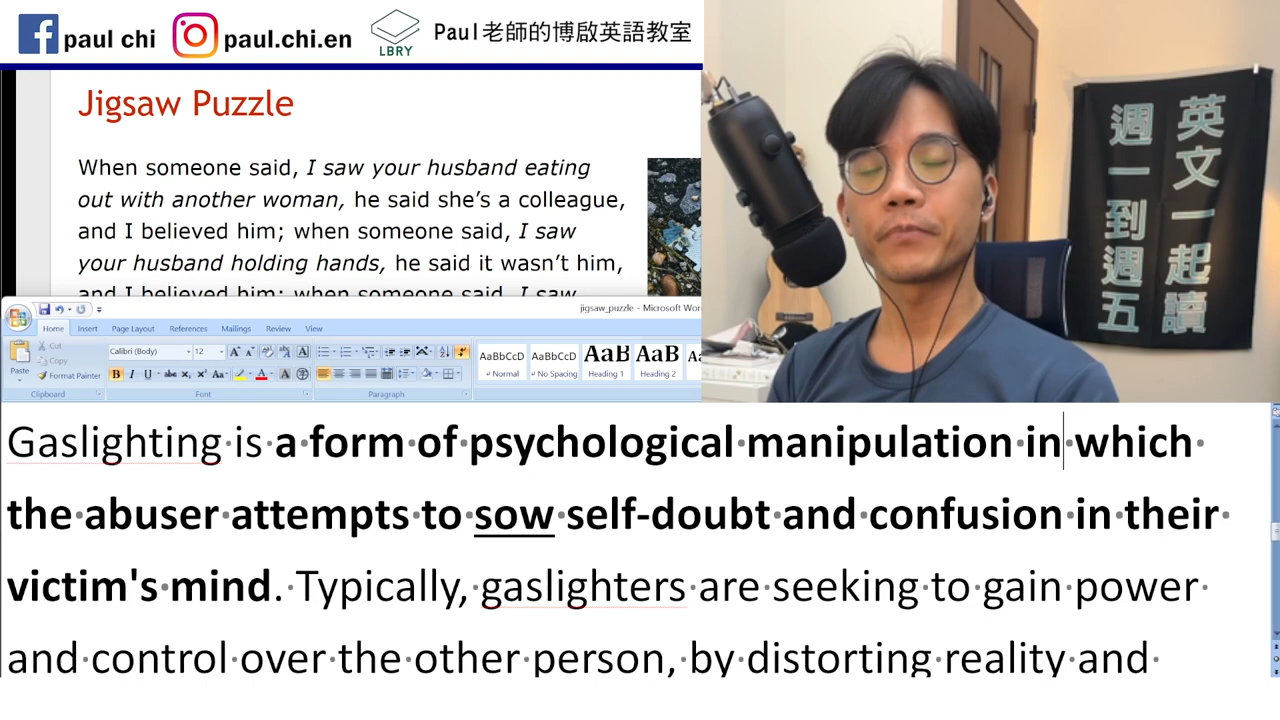 paul chi
paul.chi.en
LBRY
Paul老師的博啟英語教室
Jigsaw Puzzle
When someone said, I saw your husband eating
out with another woman, he said she's a colleague,
and I believed him; when someone said, I saw
your husband holding hands, he said it wasn't him,
and I believed him; when someone said, I saw
英文一起讀
週一到週五
jigsaw_puzzle - Microsoft Wor
Home Insert Page Layout References Mailings Review View
Paste
Cut
Copy
Format Painter
Clipboard
Calibri (Body) 12
Font
Paragraph
AaBbCcD AaBbCcD AaB AaB
Normal No Spacing Heading 1 Heading 2
Gaslighting is a form of psychological manipulation in which
the abuser attempts to sow self-doubt and confusion in their
victim's mind. Typically, gaslighters are seeking to gain power
and control over the other person, by distorting reality and